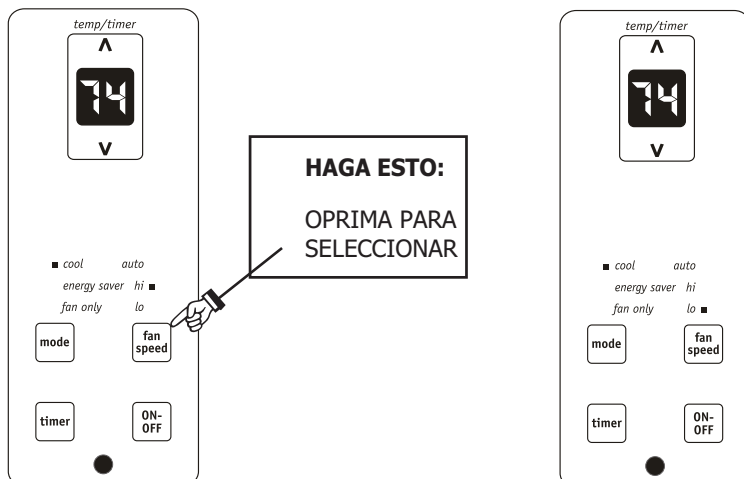 temp/timer
74
cool auto
energy saver hi
fan only lo
mode
fan
speed
timer
ON-
OFF
HAGA ESTO:
OPRIMA PARA
SELECCIONAR
temp/timer
74
cool auto
energy saver hi
fan only lo
mode
fan
speed
timer
ON-
OFF